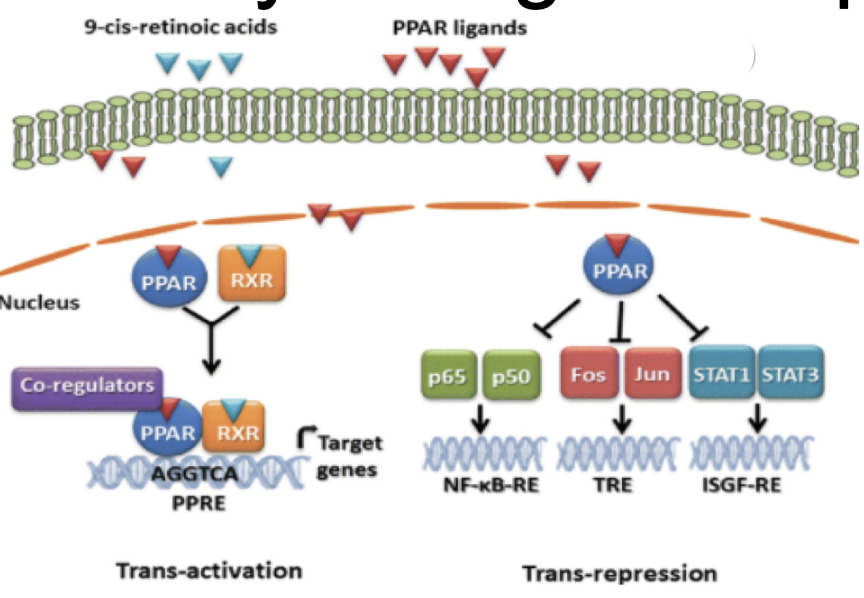 9-cis-retinoic acids
PPAR ligands
PPAR
RXR
PPAR
Nucleus
Co-regulators
p65
p50
Fos
Jun
STAT1
STAT3
PPAR
RXR
Target
genes
AGGTCA
PPRE
NF-κB-RE
TRE
ISGF-RE
Trans-activation
Trans-repression